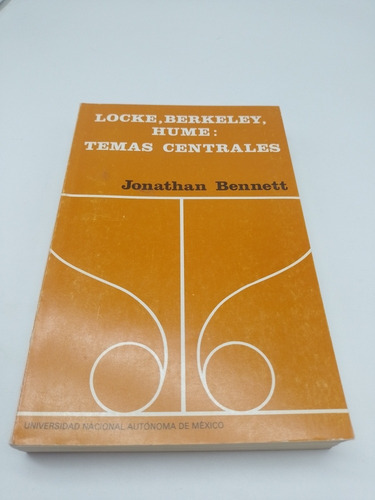 LOCKE, BERKELEY,
HUME:
TEMAS CENTRALES
Jonathan Bennett
UNIVERSIDAD NACIONAL AUTÓNOMA DE MÉXICO